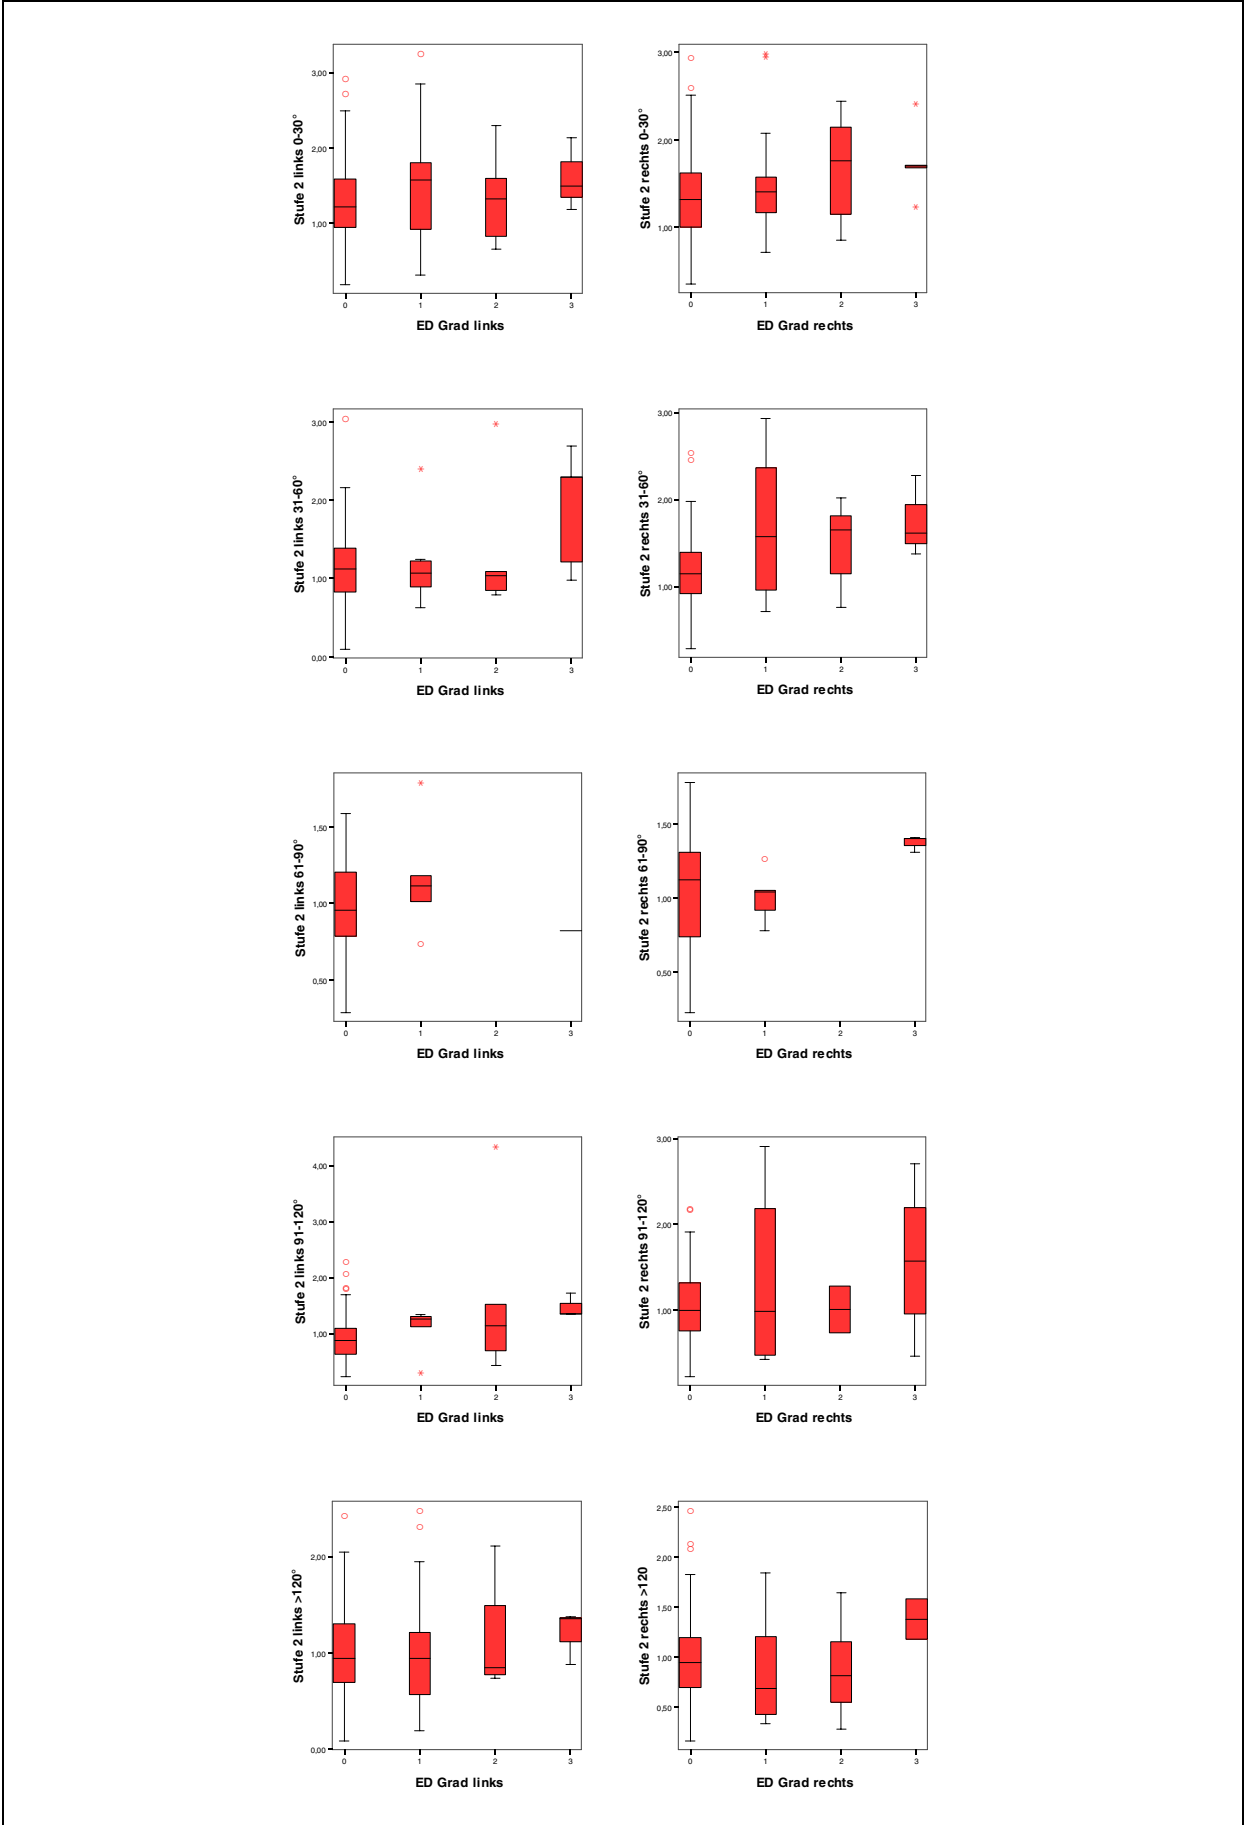 Stufe 2 links 0-30°
3,00
2,00
1,00
0 1 2 3
ED Grad links
Stufe 2 rechts 0-30°
3,00
2,00
1,00
0 1 2 3
ED Grad rechts
Stufe 2 links 31-60°
3,00
2,00
1,00
0,00
0 1 2 3
ED Grad links
Stufe 2 rechts 31-60°
3,00
2,00
1,00
0 1 2 3
ED Grad rechts
Stufe 2 links 61-90°
1,50
1,00
0,50
0 1 2 3
ED Grad links
Stufe 2 rechts 61-90°
1,50
1,00
0,50
0 1 2 3
ED Grad rechts
Stufe 2 links 91-120°
4,00
3,00
2,00
1,00
0 1 2 3
ED Grad links
Stufe 2 rechts 91-120°
3,00
2,00
1,00
0 1 2 3
ED Grad rechts
Stufe 2 links >120°
2,00
1,00
0,00
0 1 2 3
ED Grad links
Stufe 2 rechts >120
2,50
2,00
1,50
1,00
0,50
0 1 2 3
ED Grad rechts